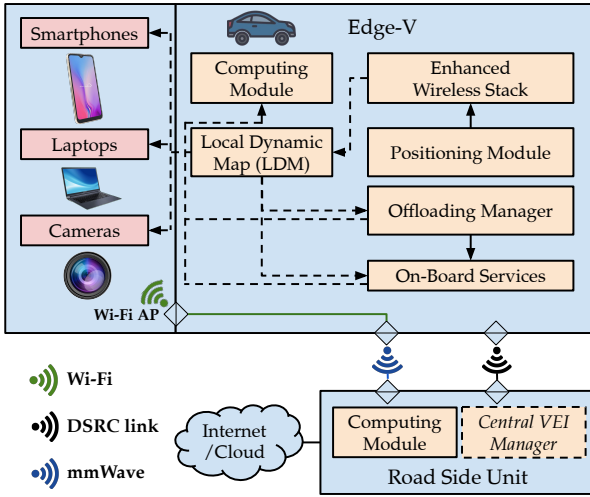 Smartphones
Laptops
Cameras
Wi-Fi AP
Edge-V
Computing
Module
Enhanced
Wireless Stack
Local Dynamic
Map (LDM)
Positioning Module
Offloading Manager
On-Board Services
Wi-Fi
DSRC link
mmWave
Internet
/Cloud
Computing
Module
Central VEI
Manager
Road Side Unit